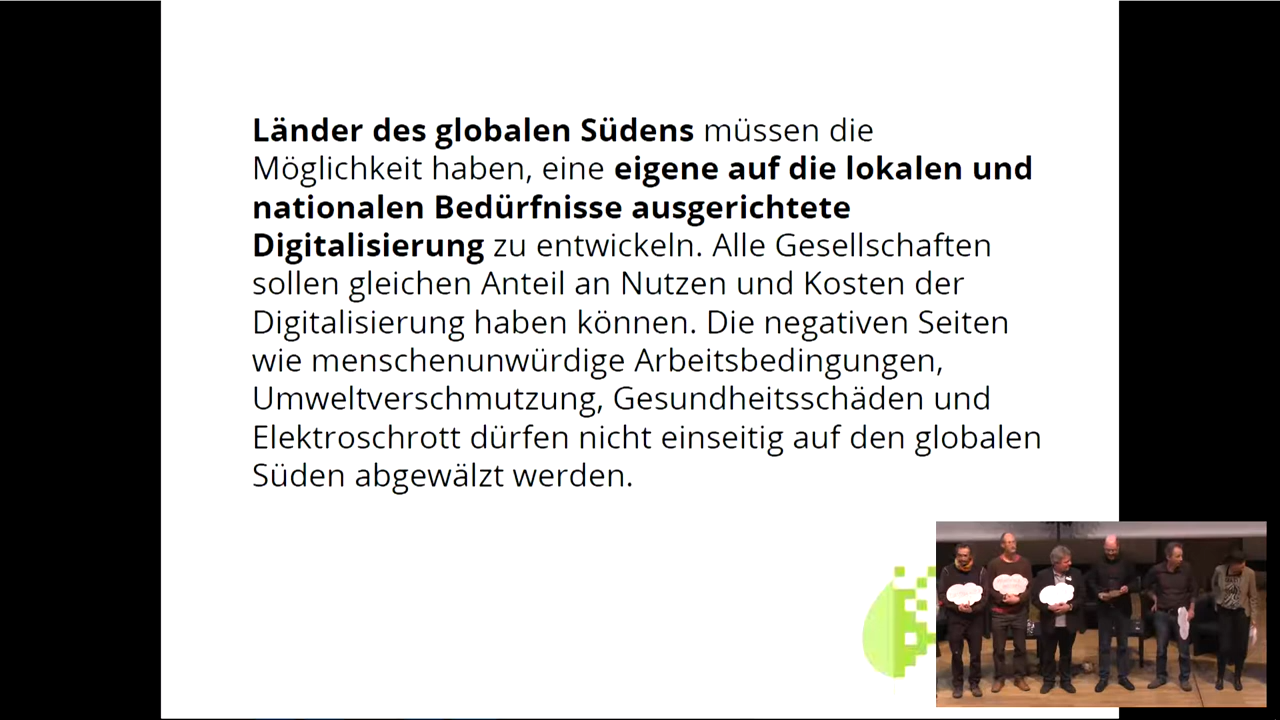 Länder des globalen Südens müssen die
Möglichkeit haben, eine eigene auf die lokalen und
nationalen Bedürfnisse ausgerichtete
Digitalisierung zu entwickeln. Alle Gesellschaften
sollen gleichen Anteil an Nutzen und Kosten der
Digitalisierung haben können. Die negativen Seiten
wie menschenunwürdige Arbeitsbedingungen,
Umweltverschmutzung, Gesundheitsschäden und
Elektroschrott dürfen nicht einseitig auf den globalen
Süden abgewälzt werden.